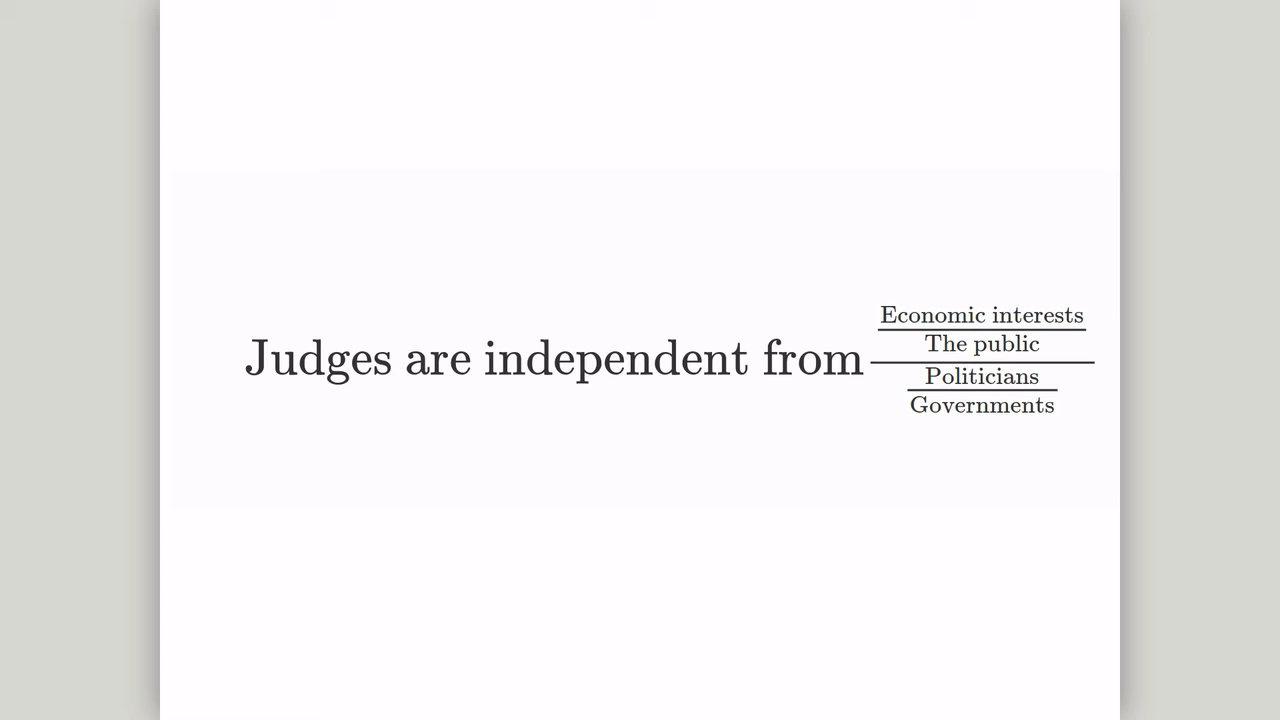 Economic interests
The public
Judges are independent from
Politicians
Governments